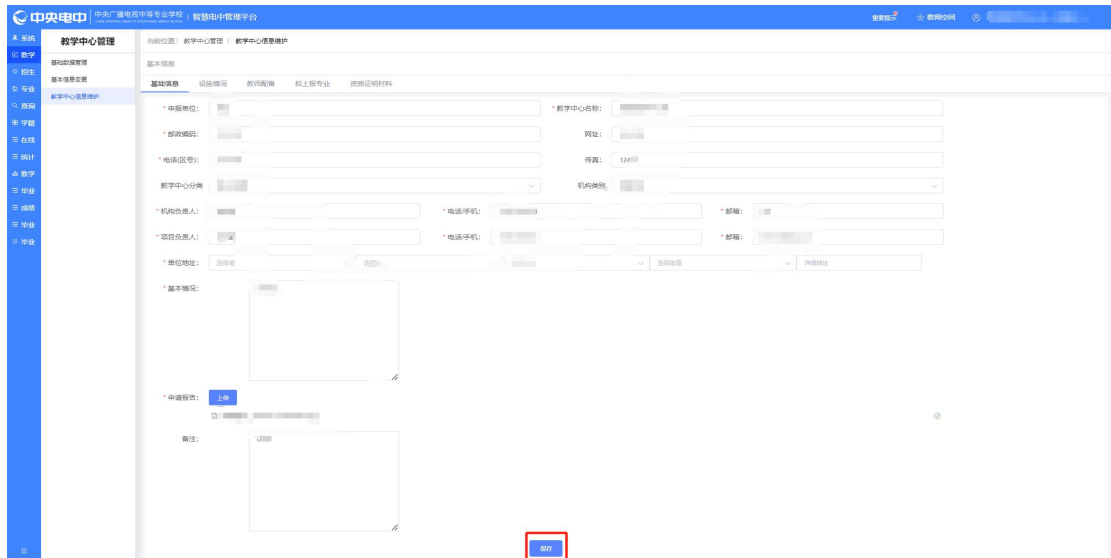 中央电中 中央广播电视中等专业学校 智慧电中管理平台 重要提示 教师空间
系统
教学
招生
专业
查询
学籍
在线
统计
教学
毕业
成绩
毕业
毕业
教学中心管理
基础数据管理
基本信息变更
教学中心信息维护
当前位置: 教学中心管理 / 教学中心信息维护
基本信息
基础信息 设施情况 教师配备 拟上报专业 资质证明材料
* 申报单位: * 教学中心名称:
* 邮政编码: 网址:
* 电话(区号): 传真:
教学中心分类 机构类别
* 机构负责人: * 电话/手机: * 邮箱:
* 项目负责人: * 电话/手机: * 邮箱:
* 单位地址: 详细地址
* 基本情况:
* 申请报告: 上传
备注:
保存